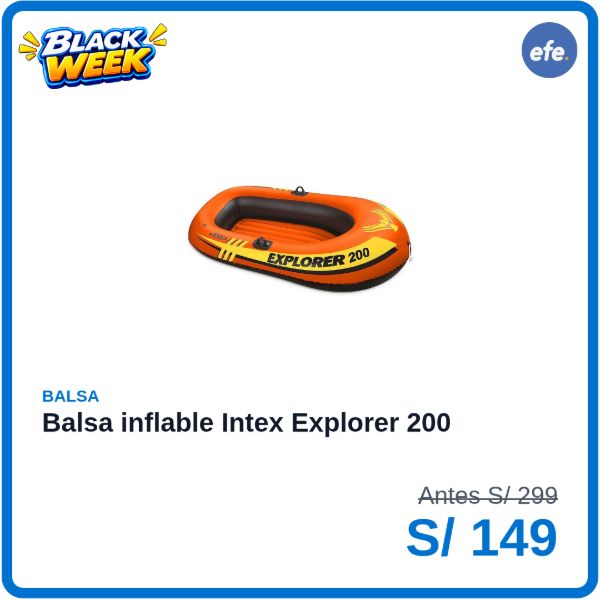 BLACK
WEEK
efe.
EXPLORER 200
BALSA
Balsa inflable Intex Explorer 200
Antes S/ 299
S/ 149